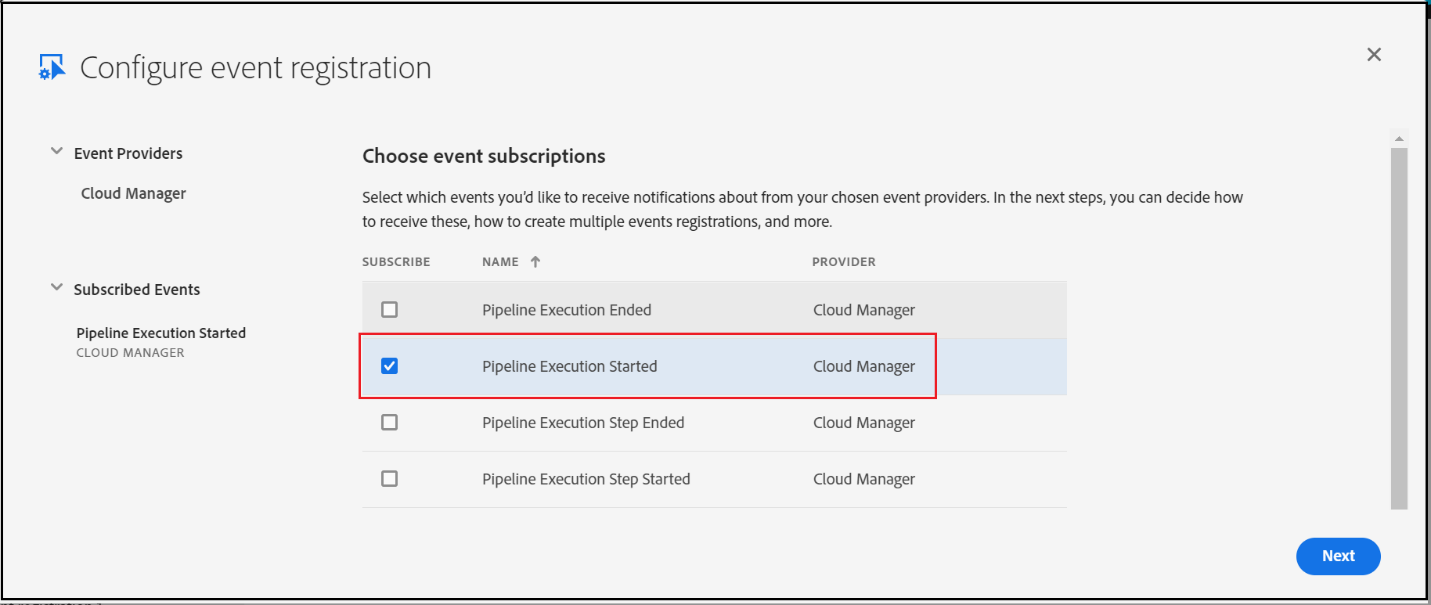 Configure event registration
Event Providers
Cloud Manager
Subscribed Events
Pipeline Execution Started
CLOUD MANAGER
Choose event subscriptions
Select which events you'd like to receive notifications about from your chosen event providers. In the next steps, you can decide how
to receive these, how to create multiple events registrations, and more.
SUBSCRIBE NAME PROVIDER
Pipeline Execution Ended Cloud Manager
Pipeline Execution Started Cloud Manager
Pipeline Execution Step Ended Cloud Manager
Pipeline Execution Step Started Cloud Manager
Next